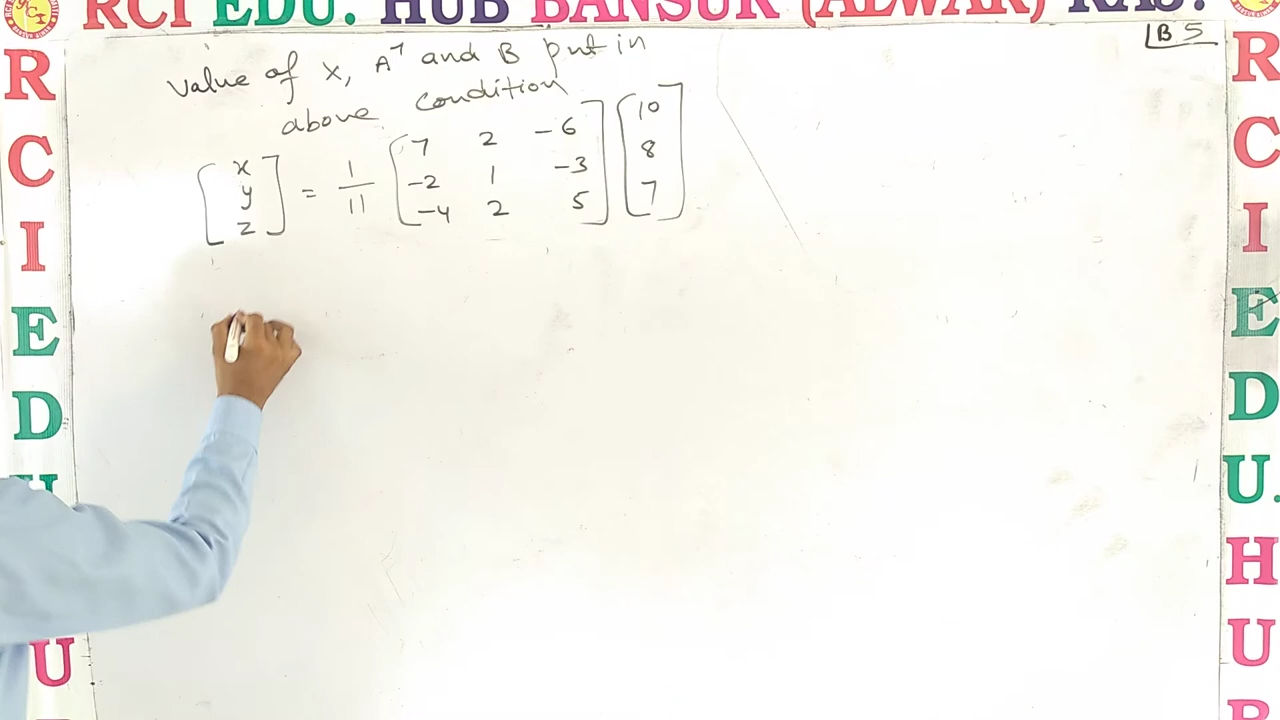 RCI EDU. HUB BANSUR (ALWAR) RAJ.
B 5
R
C
I
E
D
U
U
R
C
I
E
D
U.
H
U
value of x, A⁻¹ and B put in
above condition
[x y z] = 1/11 [7 2 -6; -2 1 -3; -4 2 5] [10 8 7]